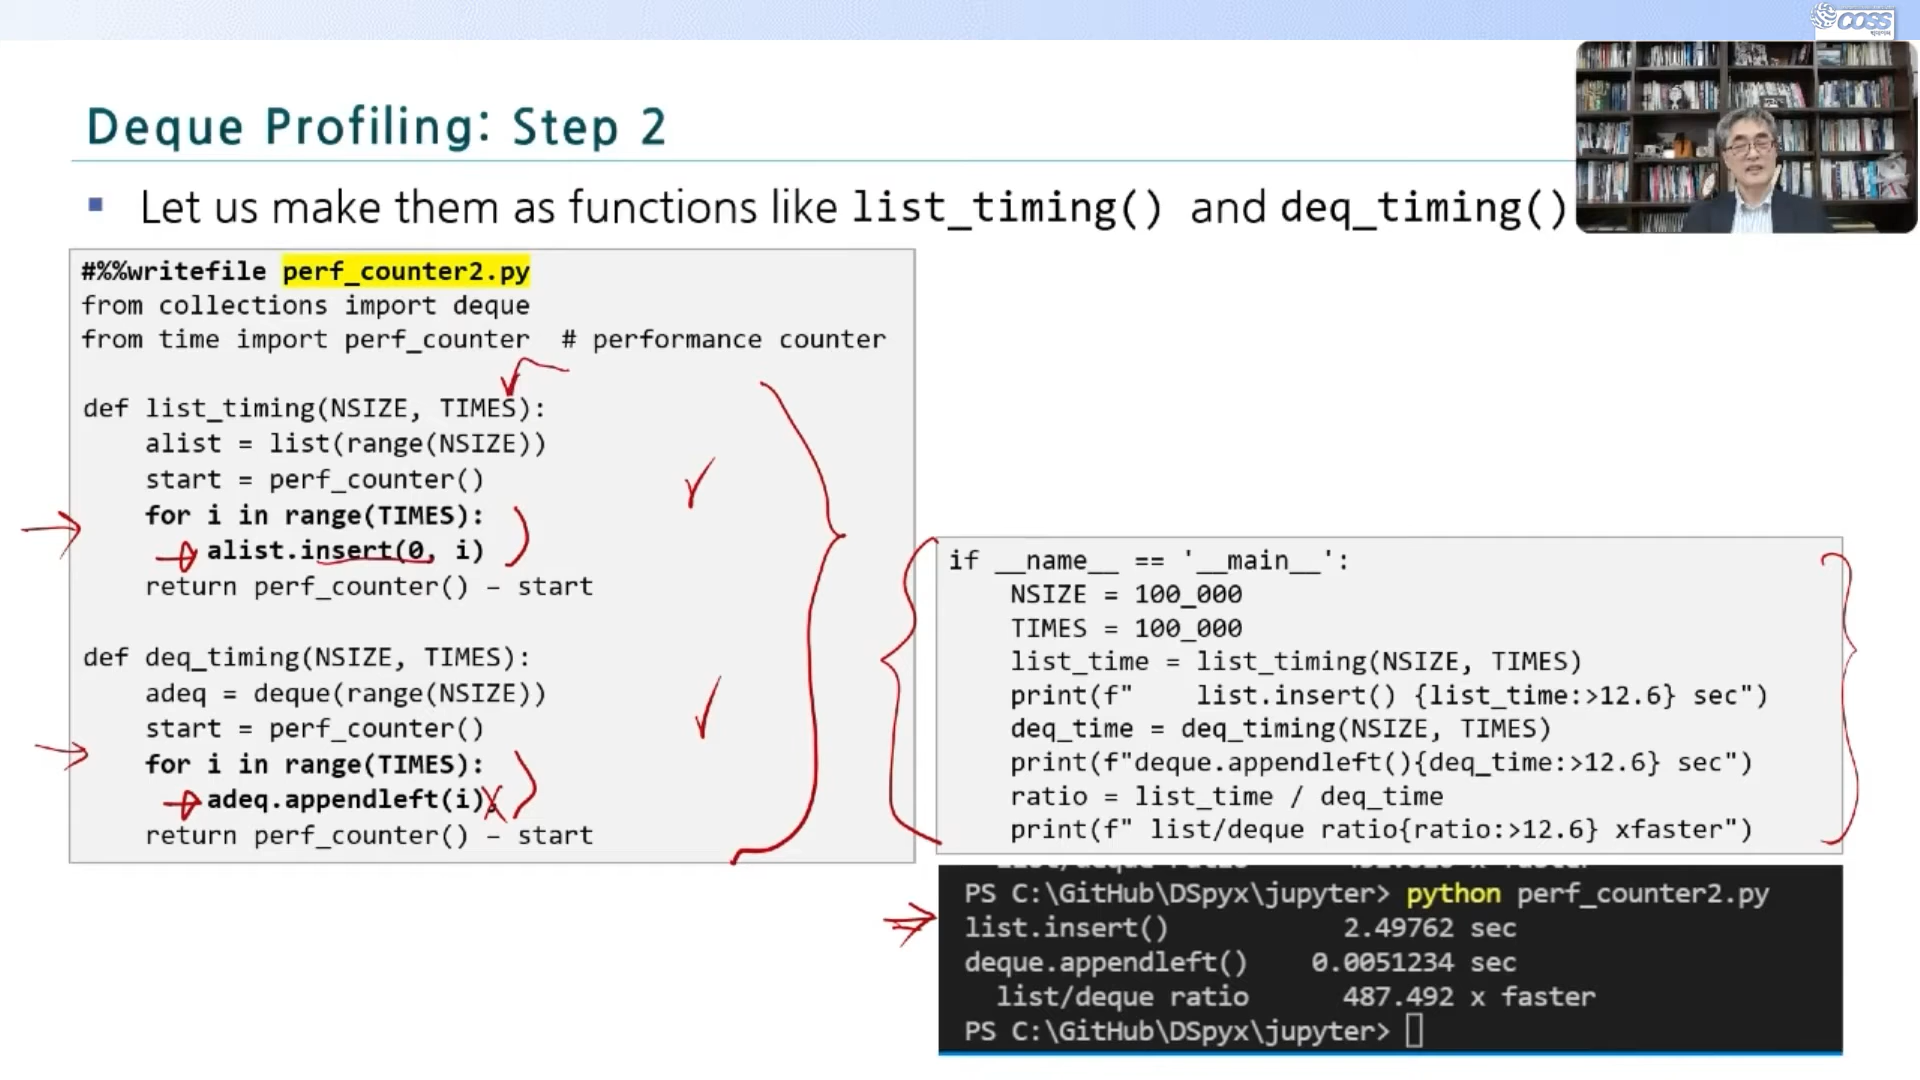 COSS
Deque Profiling: Step 2
▪ Let us make them as functions like list_timing() and deq_timing()
#%%writefile perf_counter2.py
from collections import deque
from time import perf_counter  # performance counter
def list_timing(NSIZE, TIMES):
    alist = list(range(NSIZE))
    start = perf_counter()
    for i in range(TIMES):
        alist.insert(0, i)
    return perf_counter() – start
def deq_timing(NSIZE, TIMES):
    adeq = deque(range(NSIZE))
    start = perf_counter()
    for i in range(TIMES):
        adeq.appendleft(i)
    return perf_counter() – start
if __name__ == '__main__':
    NSIZE = 100_000
    TIMES = 100_000
    list_time = list_timing(NSIZE, TIMES)
    print(f"    list.insert() {list_time:>12.6} sec")
    deq_time = deq_timing(NSIZE, TIMES)
    print(f"deque.appendleft(){deq_time:>12.6} sec")
    ratio = list_time / deq_time
    print(f" list/deque ratio{ratio:>12.6} xfaster")
PS C:\GitHub\DSpyx\jupyter> python perf_counter2.py
list.insert()           2.49762 sec
deque.appendleft()    0.0051234 sec
  list/deque ratio      487.492 x faster
PS C:\GitHub\DSpyx\jupyter>